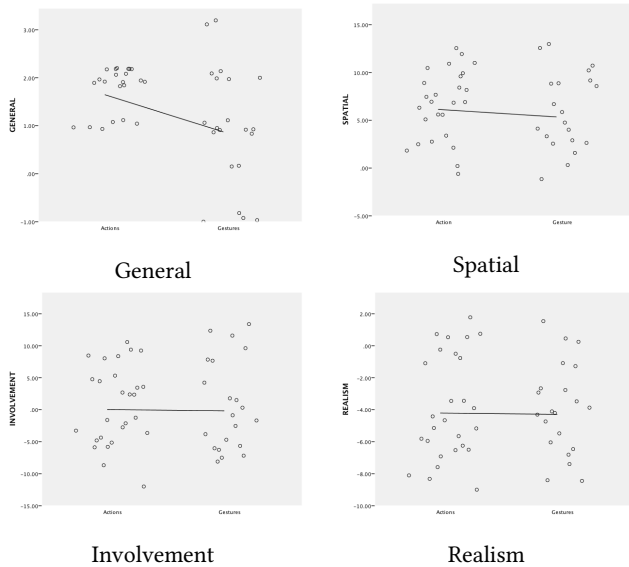 3.00
2.00
1.00
.00
-1.00
GENERAL
Actions Gestures
General
15.00
10.00
5.00
.00
-5.00
SPATIAL
Action Gesture
Spatial
15.00
10.00
5.00
.00
-5.00
-10.00
-15.00
INVOLVEMENT
Actions Gestures
Involvement
2.00
.00
-2.00
-4.00
-6.00
-8.00
-10.00
REALISM
Actions Gestures
Realism